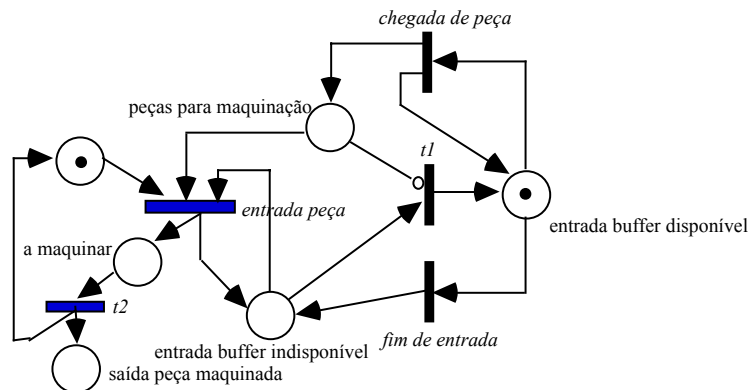 chegada de peça
peças para maquinação
t1
entrada peça
entrada buffer disponível
a maquinar
t2
fim de entrada
entrada buffer indisponível
saída peça maquinada